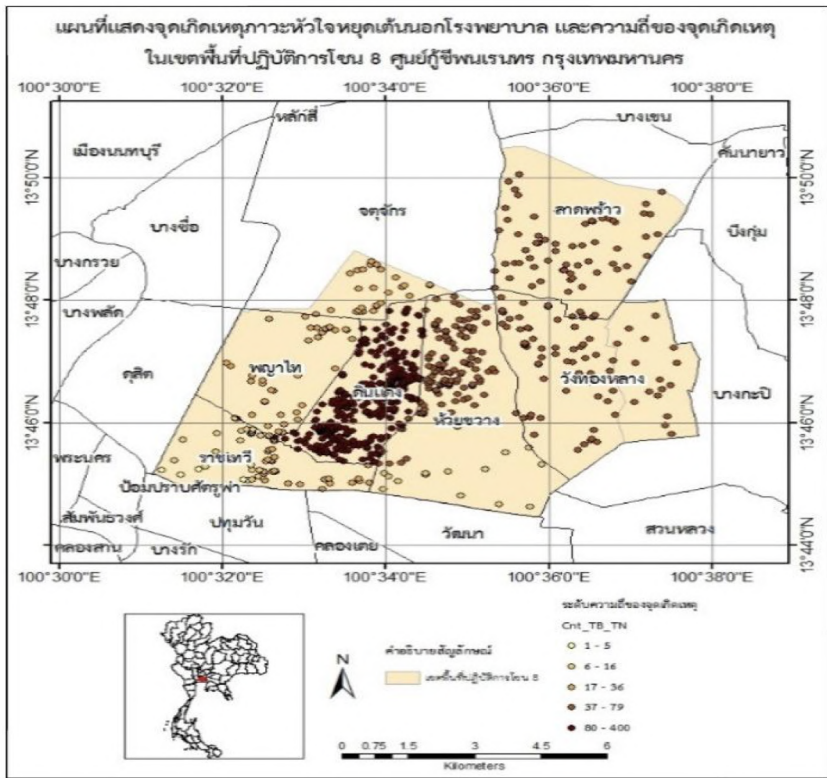 แผนที่แสดงจุดเกิดเหตุภาวะหัวใจหยุดเต้นนอกโรงพยาบาล และความถี่ของจุดเกิดเหตุ
ในเขตพื้นที่ปฏิบัติการโซน 8 ศูนย์กู้ชีพนเรนทร กรุงเทพมหานคร
100°30'0"E 100°32'0"E 100°34'0"E 100°36'0"E 100°38'0"E
หลักสี่
บางเขน
เมืองนนทบุรี
คันนายาว
13°50'0"N 13°50'0"N
จตุจักร
ลาดพร้าว
บางซื่อ
บึงกุ่ม
บางกรวย
13°48'0"N 13°48'0"N
บางพลัด
พญาไท
ดุสิต
ดินแดง
วังทองหลาง
บางกะปิ
13°46'0"N 13°46'0"N
ห้วยขวาง
พระนคร
ราชเทวี
ป้อมปราบศัตรูพ่า
สัมพันธวงศ์
ปทุมวัน
วัฒนา
สวนหลวง
คลองสาน
บางรัก
คลองเตย
13°44'0"N 13°44'0"N
100°30'0"E 100°32'0"E 100°34'0"E 100°36'0"E 100°38'0"E
ระดับความถี่ของจุดเกิดเหตุ
Cnt_TB_TN
1 - 5
6 - 16
17 - 36
37 - 79
80 - 400
N
คำอธิบายสัญลักษณ์
เขตพื้นที่ปฏิบัติการโซน 8
0 0.75 1.5 3 4.5 6
Kilometers